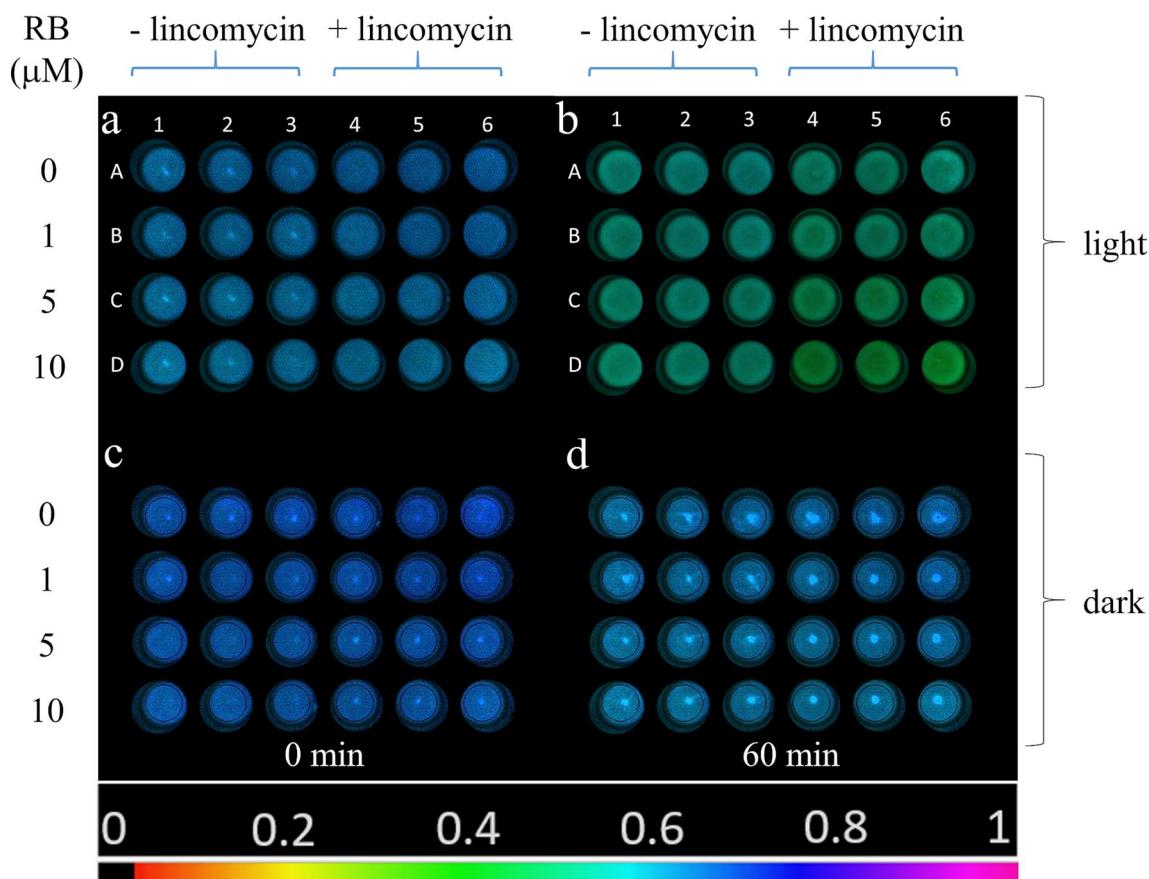 RB
(μM)
- lincomycin + lincomycin - lincomycin + lincomycin
a 1 2 3 4 5 6 b 1 2 3 4 5 6
0 A A
1 B B
light
5 C C
10 D D
c d
0
1
dark
5
10
0 min 60 min
0 0.2 0.4 0.6 0.8 1